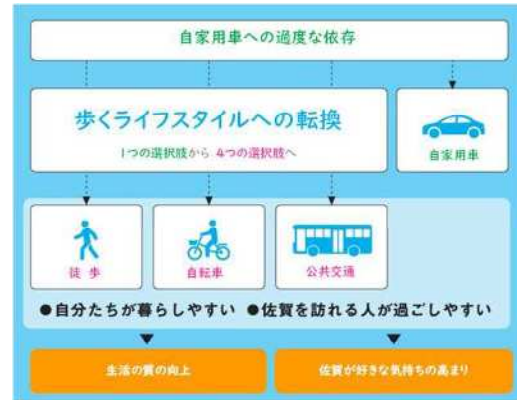 自家用車への過度な依存
歩くライフスタイルへの転換
1つの選択肢から 4つの選択肢へ
自家用車
徒歩
自転車
公共交通
●自分たちが暮らしやすい ●佐賀を訪れる人が過ごしやすい
生活の質の向上
佐賀が好きな気持ちの高まり